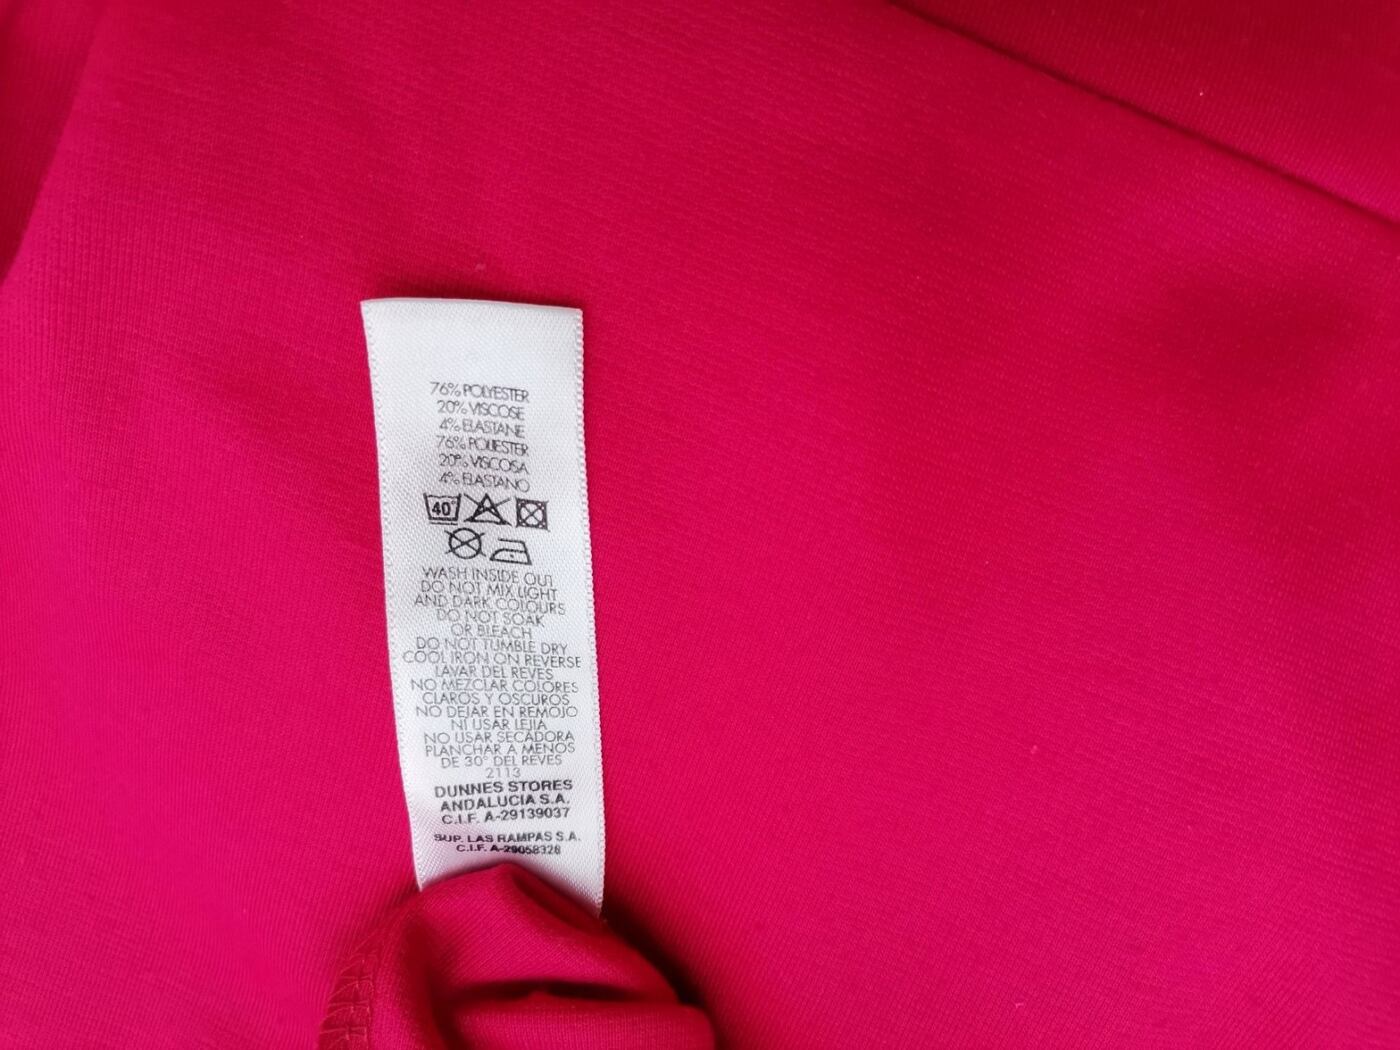 76% POLYESTER
20% VISCOSE
4% ELASTANE
76% POLIESTER
20% VISCOSA
4% ELASTANO
40°
WASH INSIDE OUT
DO NOT MIX LIGHT
AND DARK COLOURS
DO NOT SOAK
OR BLEACH
DO NOT TUMBLE DRY
COOL IRON ON REVERSE
LAVAR DEL REVES
NO MEZCLAR COLORES
CLAROS Y OSCUROS
NO DEJAR EN REMOJO
NI USAR LEJIA
NO USAR SECADORA
PLANCHAR A MENOS
DE 30° DEL REVES
2113
DUNNES STORES
ANDALUCIA S.A.
C.I.F. A-29139037
SUP. LAS RAMPAS S.A.
C.I.F. A-29058328